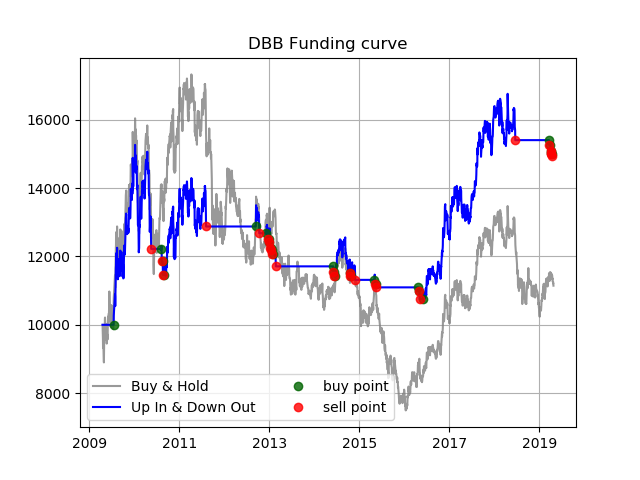 DBB Funding curve
16000
14000
12000
10000
8000
Buy & Hold
Up In & Down Out
buy point
sell point
2009 2011 2013 2015 2017 2019